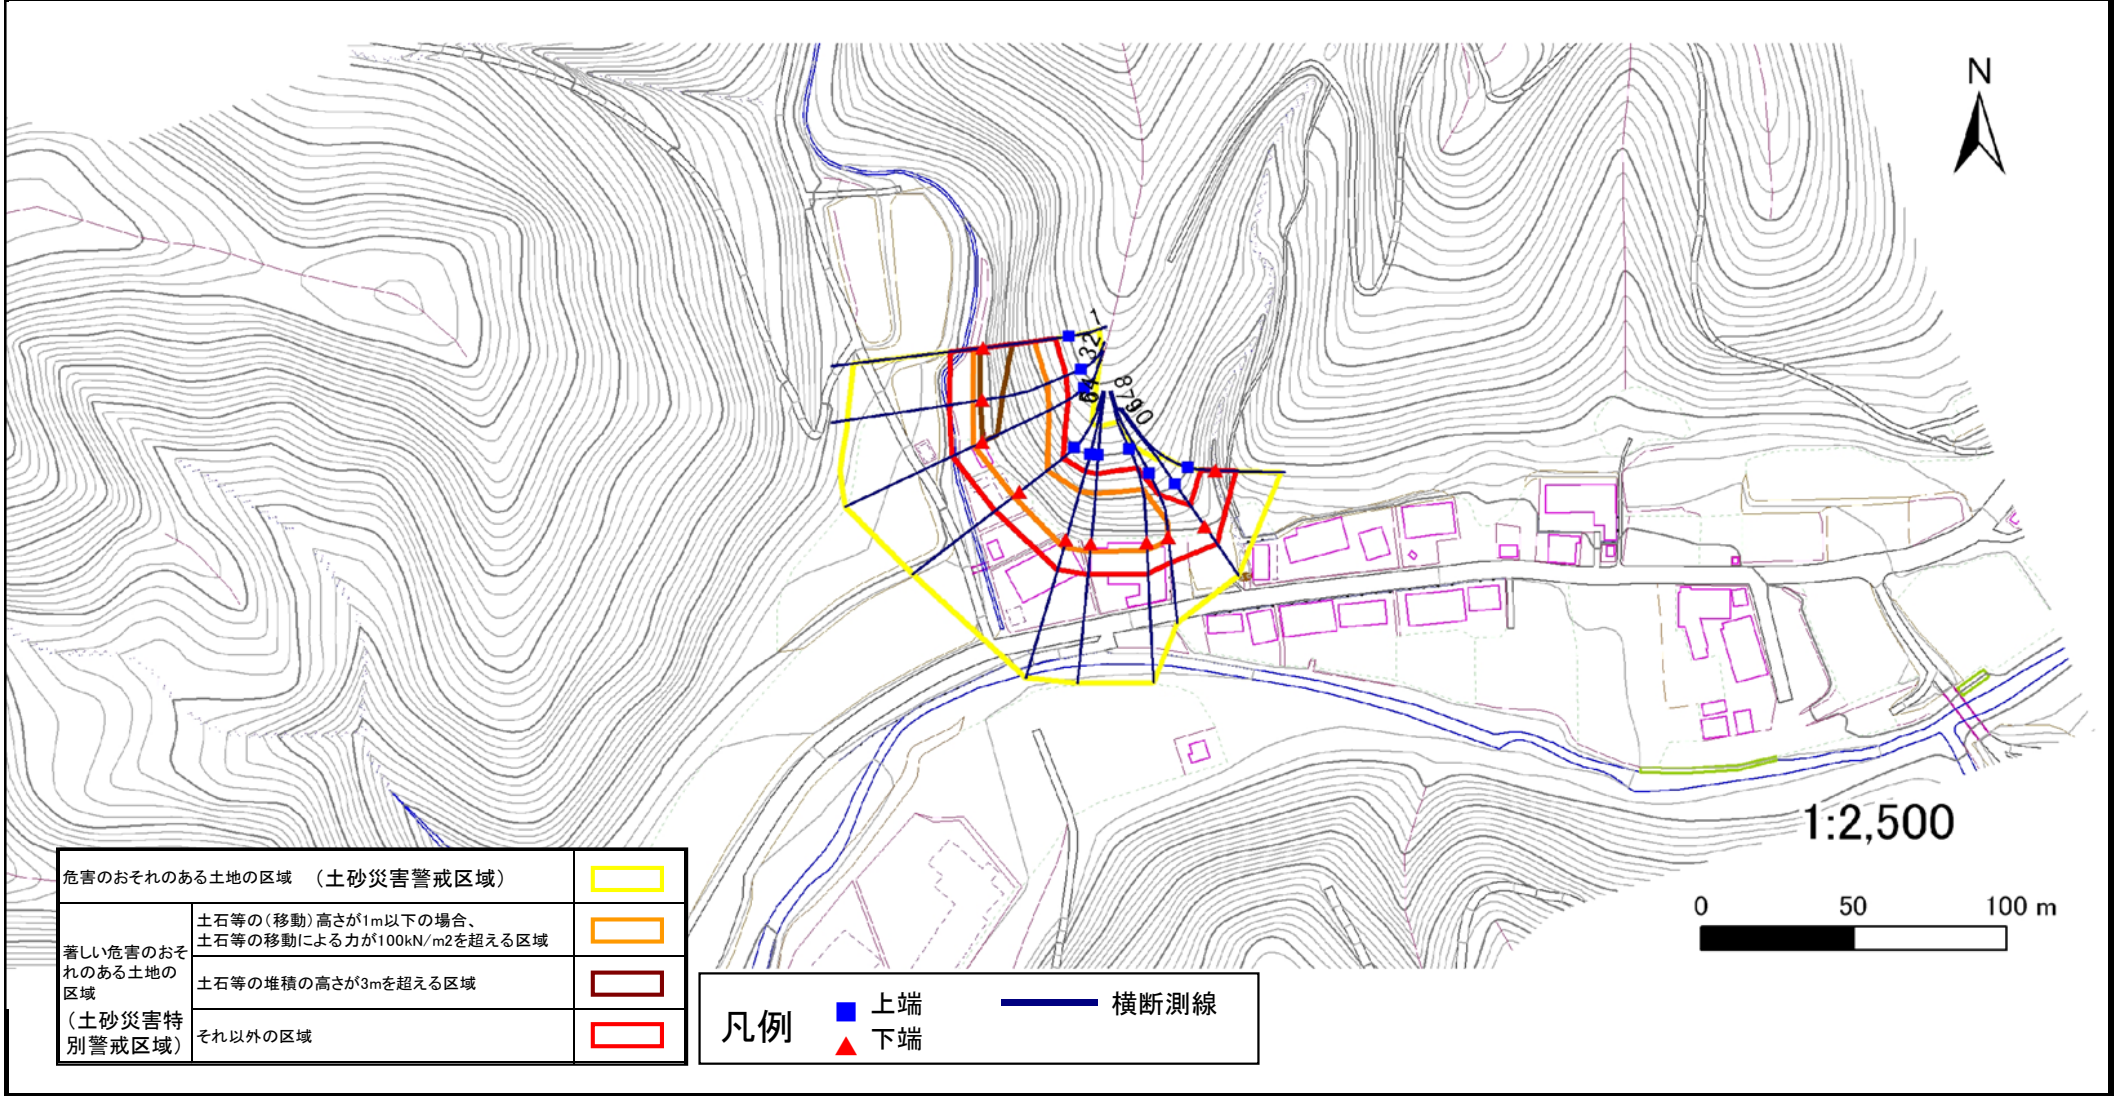 N
1
32
8
7
90
1:2,500
0 50 100 m
危害のおそれのある土地の区域 （土砂災害警戒区域）
著しい危害のおそ
れのある土地の
区域
（土砂災害特
別警戒区域）
土石等の（移動）高さが1m以下の場合、
土石等の移動による力が100kN/m2を超える区域
土石等の堆積の高さが3mを超える区域
それ以外の区域
凡例
上端
下端
横断測線